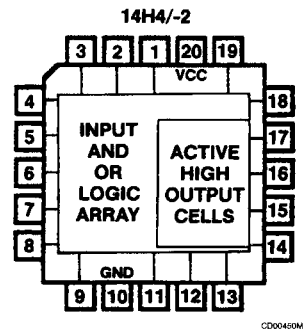 14H4/-2
3 2 1 20 19
VCC
4 18
5 17
6 16
7 15
8 14
INPUT
AND
OR
LOGIC
ARRAY
ACTIVE
HIGH
OUTPUT
CELLS
GND
9 10 11 12 13
CD00450M